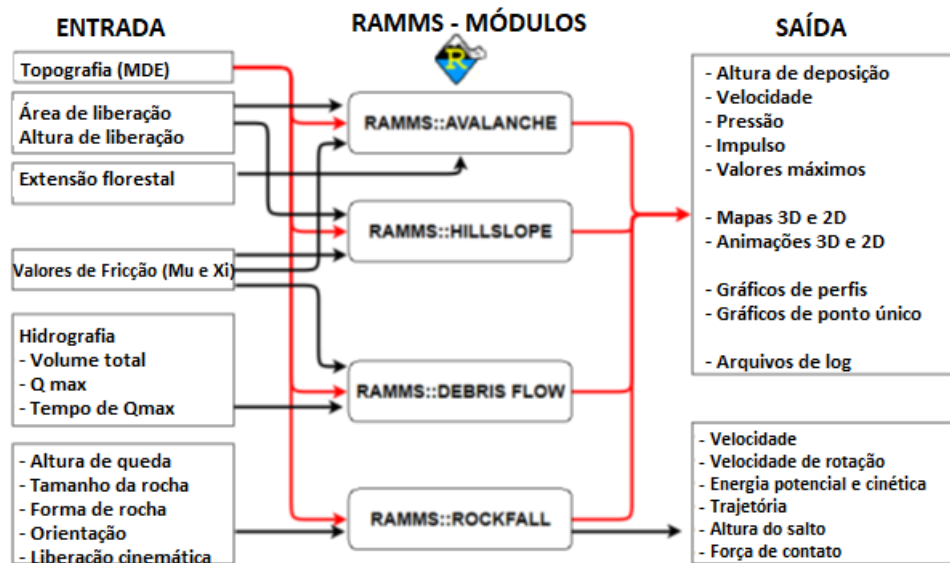 ENTRADA
Topografia (MDE)
Área de liberação
Altura de liberação
Extensão florestal
Valores de Fricção (Mu e Xi)
Hidrografia
- Volume total
- Q max
- Tempo de Qmax
- Altura de queda
- Tamanho da rocha
- Forma de rocha
- Orientação
- Liberação cinemática
RAMMS - MÓDULOS
R
RAMMS::AVALANCHE
RAMMS::HILLSLOPE
RAMMS::DEBRIS FLOW
RAMMS::ROCKFALL
SAÍDA
- Altura de deposição
- Velocidade
- Pressão
- Impulso
- Valores máximos
- Mapas 3D e 2D
- Animações 3D e 2D
- Gráficos de perfis
- Gráficos de ponto único
- Arquivos de log
- Velocidade
- Velocidade de rotação
- Energia potencial e cinética
- Trajetória
- Altura do salto
- Força de contato